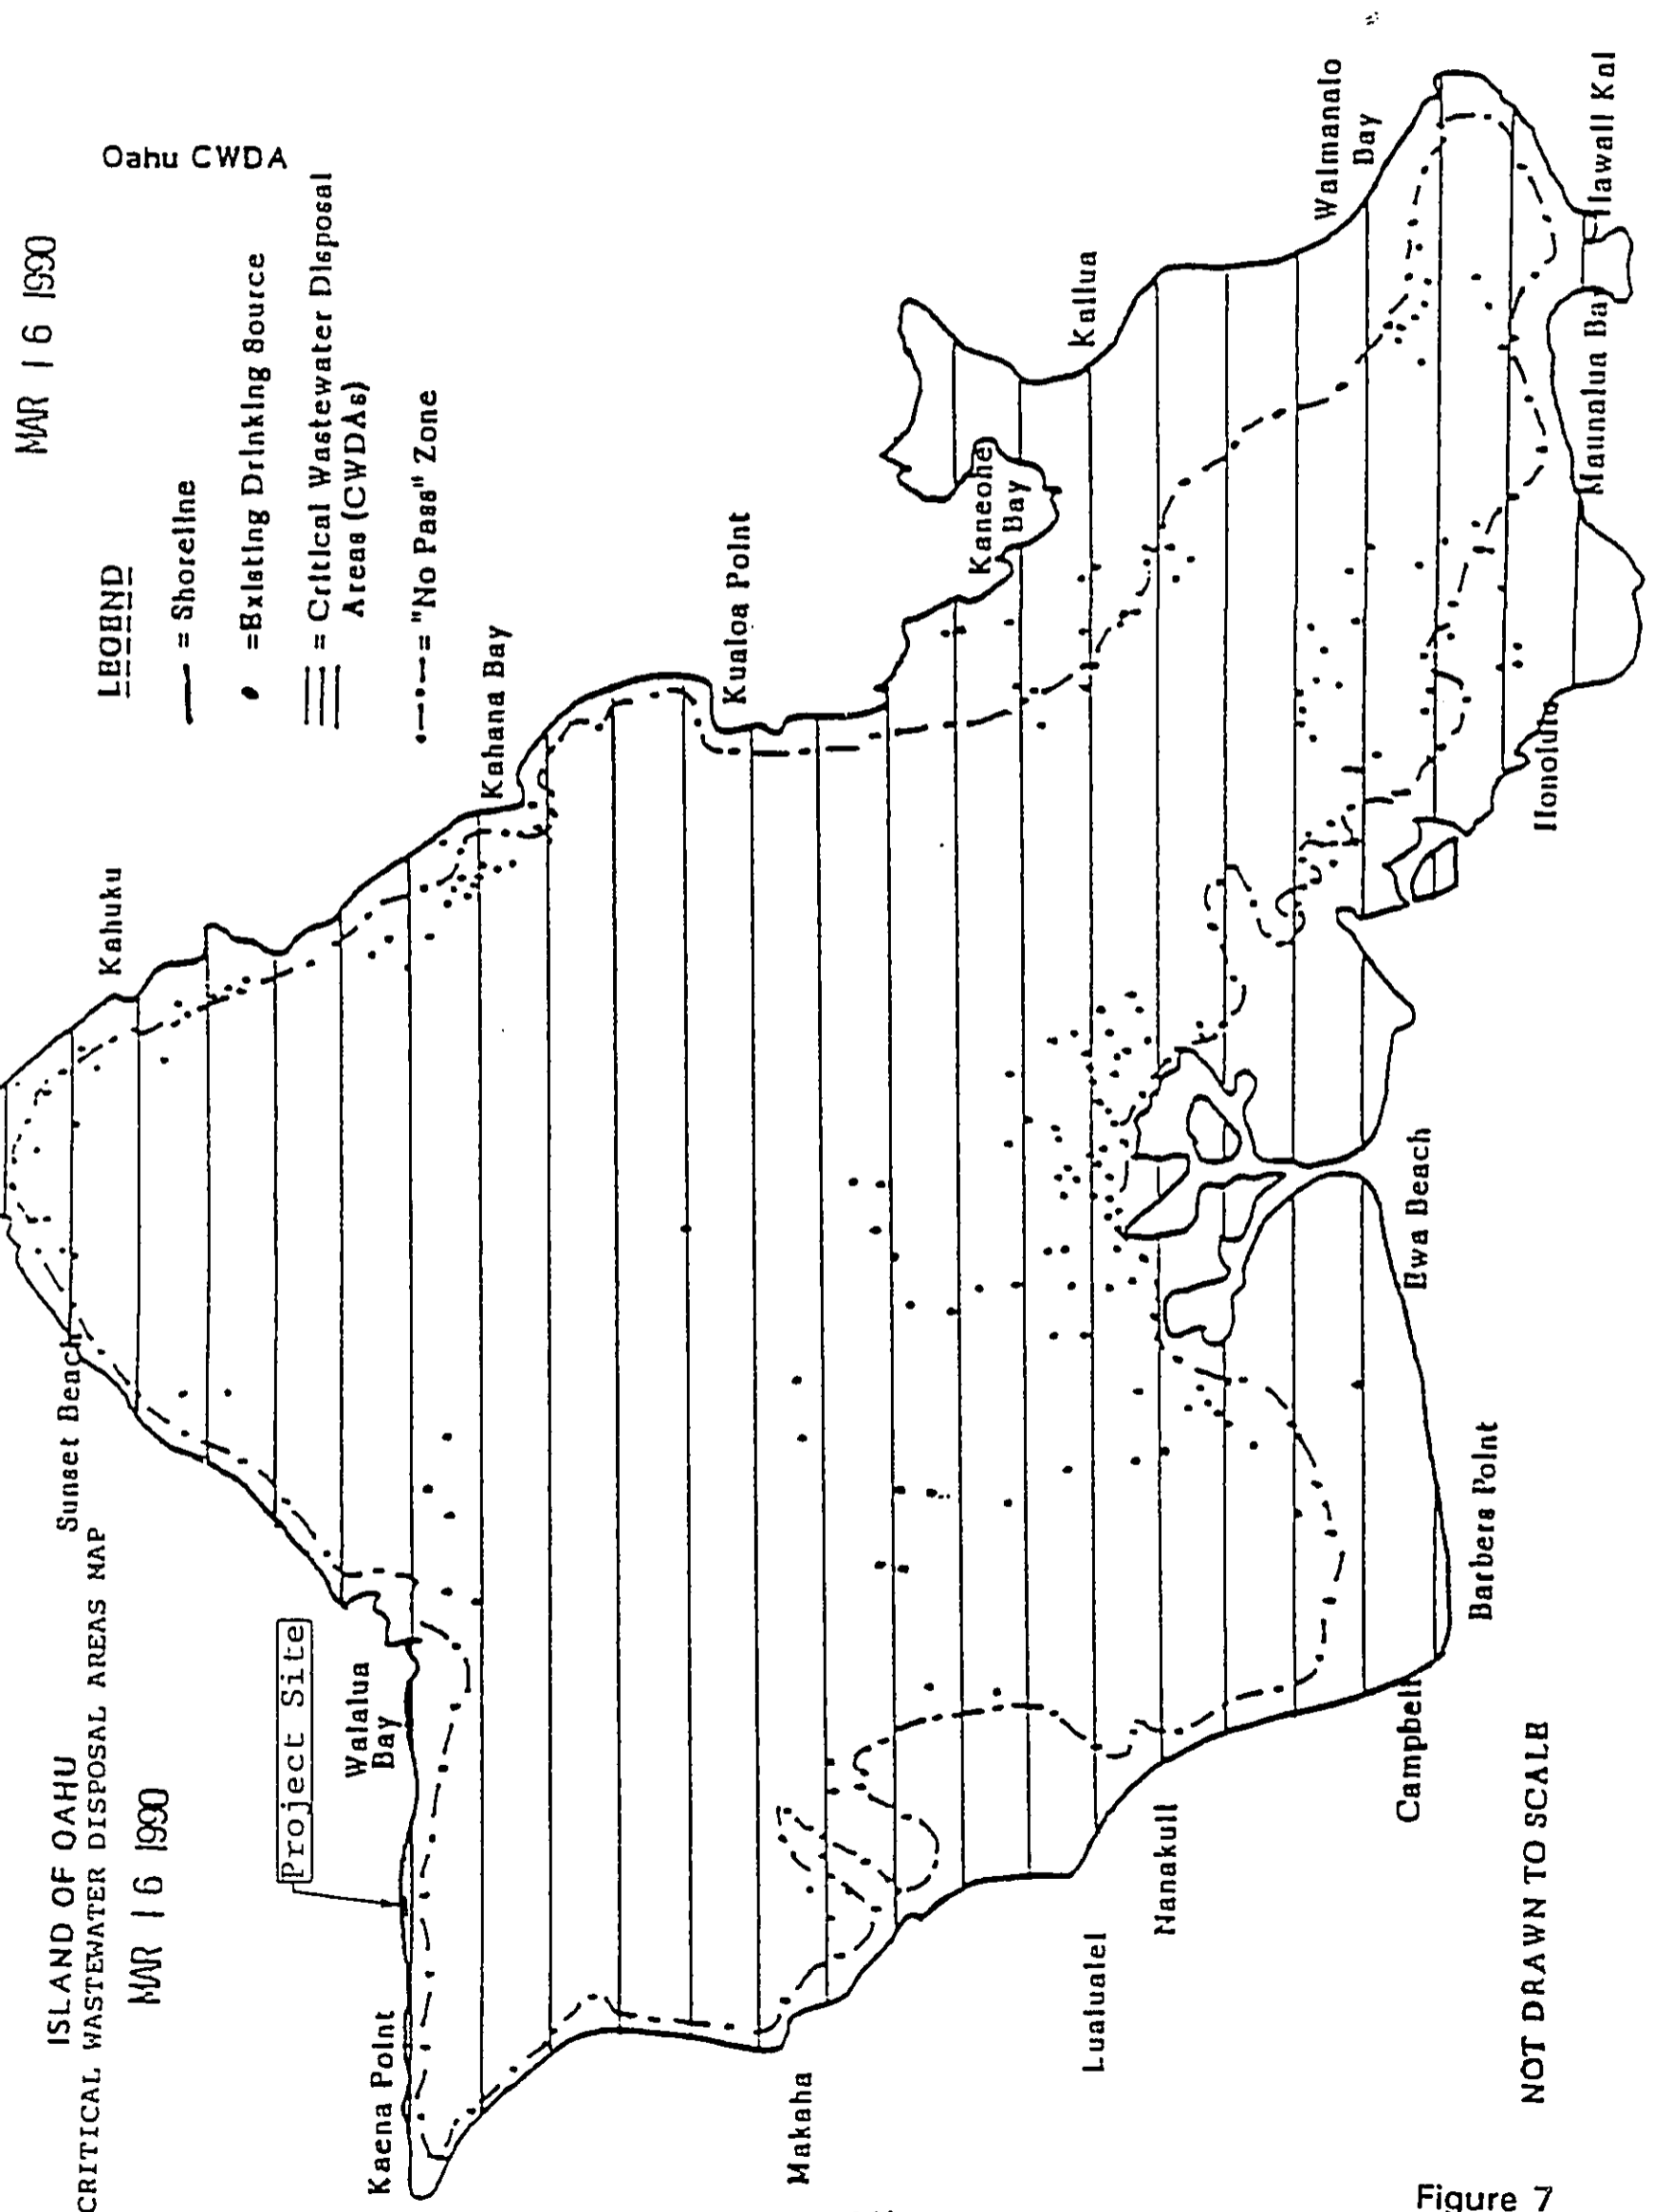 ISLAND OF OAHU
CRITICAL WASTEWATER DISPOSAL AREAS MAP
MAR 16 1990
MAR 16 1990
Oahu CWDA
LEGEND
= Shoreline
= Existing Drinking Source
= Critical Wastewater Disposal
Areas (CWDAs)
= "No Pass" Zone
Sunset Beach
Kahuku
Project Site
Waialua
Bay
Kahana Bay
Kaena Point
Kualoa Point
Makaha
Kaneohe
Bay
Kailua
Lualualei
Nanakuli
Waimanalo
Bay
Campbell
Ewa Beach
Barbers Point
Honolulu
Maunalua Bay
Hawaii Kai
NOT DRAWN TO SCALE
Figure 7